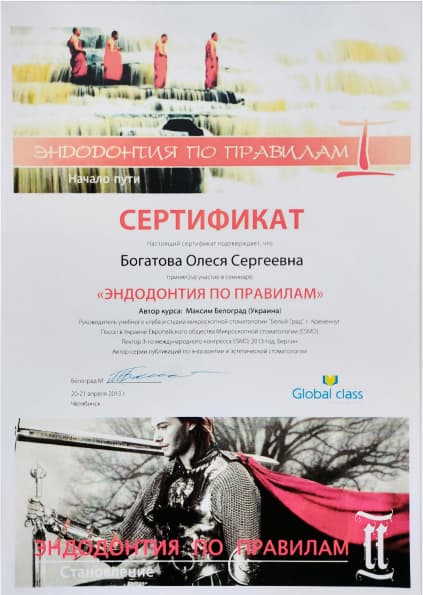 ЭНДОДОНТИЯ ПО ПРАВИЛАМ I
Начало пути
СЕРТИФИКАТ
Настоящий сертификат подтверждает, что
Богатова Олеся Сергеевна
принял(ла) участие в семинаре:
«ЭНДОДОНТИЯ ПО ПРАВИЛАМ»
Автор курса: Максим Белоград (Украина)
Руководитель учебного клуба и студии микроскопной стоматологии "Белый Град", г. Кременчуг.
Посол в Украине Европейского общества Микроскопной стоматологии (ESMD)
Лектор 3-го международного конгресса ESMD, 2013 год, Берлин
Автор серии публикаций по эндодонтии и эстетической стоматологии
Белоград М.
20-21 апреля 2013 г.
Челябинск
Global class
ЭНДОДОНТИЯ ПО ПРАВИЛАМ II
Становление